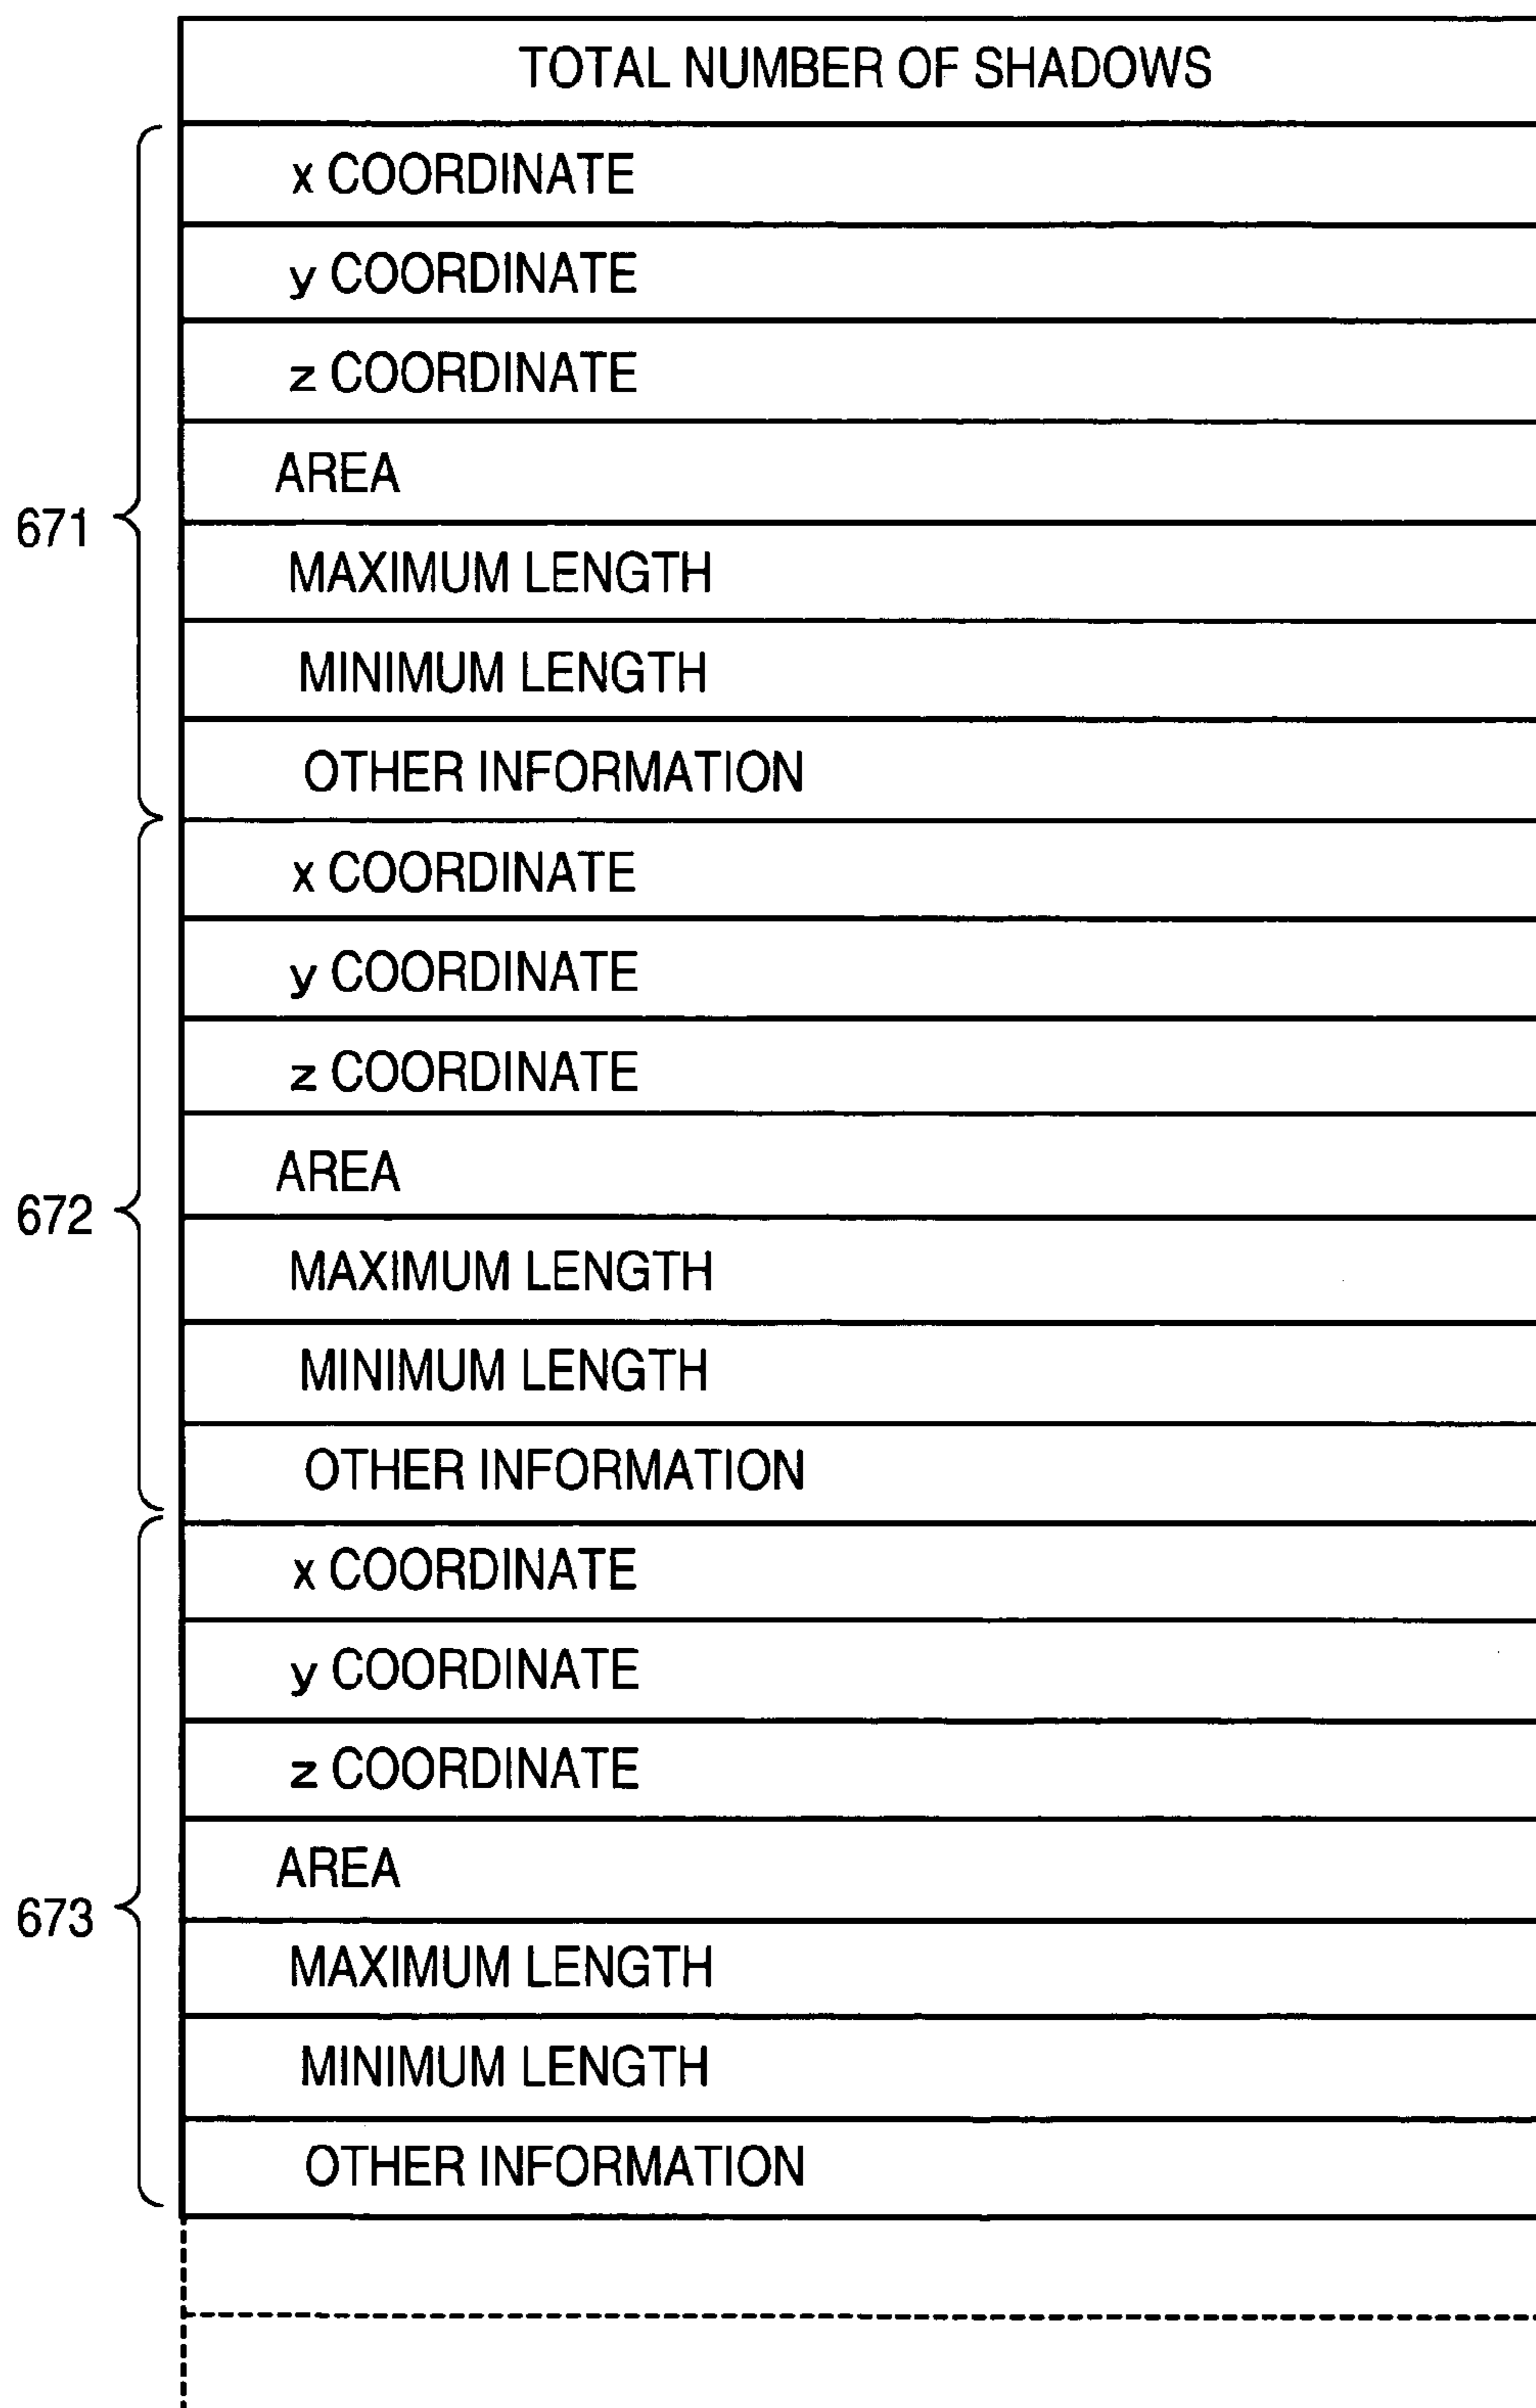 TOTAL NUMBER OF SHADOWS
x COORDINATE
y COORDINATE
z COORDINATE
AREA
671
MAXIMUM LENGTH
MINIMUM LENGTH
OTHER INFORMATION
x COORDINATE
y COORDINATE
z COORDINATE
AREA
672
MAXIMUM LENGTH
MINIMUM LENGTH
OTHER INFORMATION
x COORDINATE
y COORDINATE
z COORDINATE
AREA
673
MAXIMUM LENGTH
MINIMUM LENGTH
OTHER INFORMATION